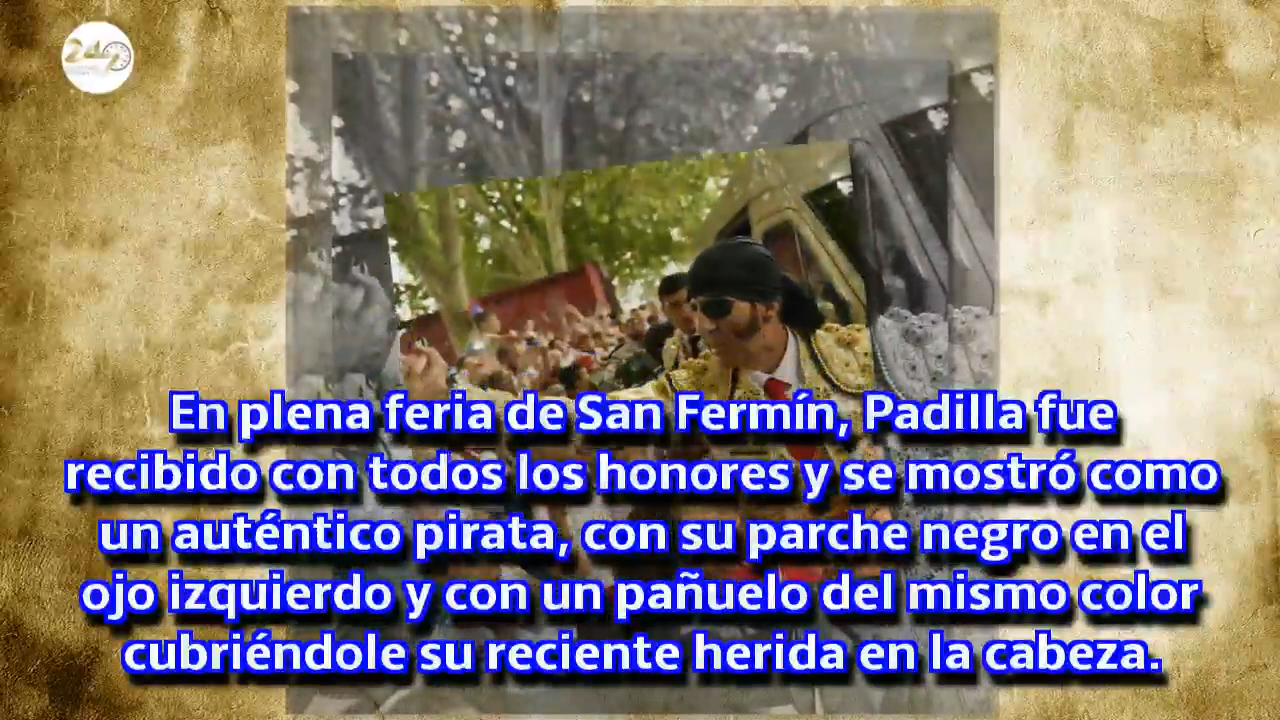 24
En plena feria de San Fermín, Padilla fue
recibido con todos los honores y se mostró como
un auténtico pirata, con su parche negro en el
ojo izquierdo y con un pañuelo del mismo color
cubriéndole su reciente herida en la cabeza.